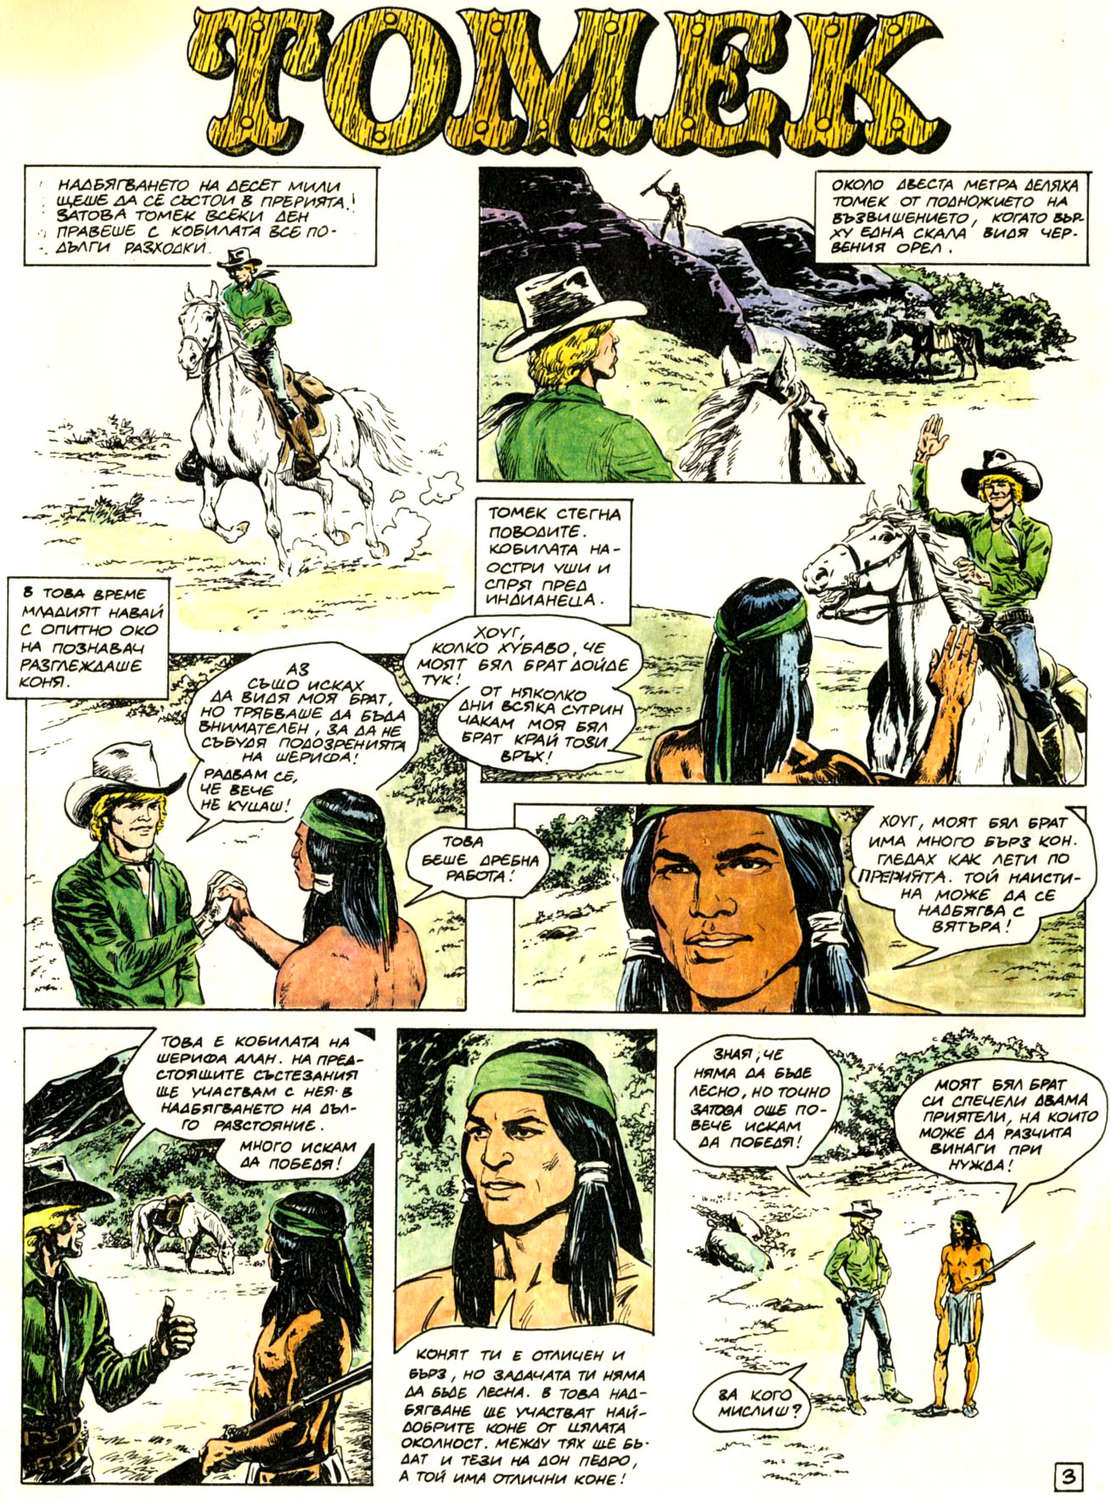 ТОМЕК
НАДБЯГВАНЕТО НА ДЕСЕТ МИЛИ
ЩЕШЕ ДА СЕ СЪСТОИ В ПРЕРИЯТА.
ЗАТОВА ТОМЕК ВСЕКИ ДЕН
ПРАВЕШЕ С КОБИЛАТА ВСЕ ПО-
ДЪЛГИ РАЗХОДКИ.
ОКОЛО ДВЕСТА МЕТРА ДЕЛЯХА
ТОМЕК ОТ ПОДНОЖИЕТО НА
ВЪЗВИШЕНИЕТО, КОГАТО ВЪР-
ХУ ЕДНА СКАЛА ВИДЯ ЧЕР-
ВЕНИЯ ОРЕЛ.
ТОМЕК СТЕГНА
ПОВОДИТЕ.
КОБИЛАТА НА-
ОСТРИ УШИ И
СПРЯ ПРЕД
ИНДИАНЕЦА.
ХОУГ,
КОЛКО ХУБАВО, ЧЕ
МОЯТ БЯЛ БРАТ ДОЙДЕ
ТУК!
ОТ НЯКОЛКО
ДНИ ВСЯКА СУТРИН
ЧАКАМ МОЯ БЯЛ
БРАТ КРАЙ ТОЗИ
ВРЪХ!
В ТОВА ВРЕМЕ
МЛАДИЯТ НАВАЙ
С ОПИТНО ОКО
НА ПОЗНАВАЧ
РАЗГЛЕЖДАШЕ
КОНЯ.
АЗ
СЪЩО ИСКАХ
ДА ВИДЯ МОЯ БРАТ,
НО ТРЯБВАШЕ ДА БЪДА
ВНИМАТЕЛЕН, ЗА ДА НЕ
СЪБУДЯ ПОДОЗРЕНИЯТА
НА ШЕРИФА!
РАДВАМ СЕ,
ЧЕ ВЕЧЕ
НЕ КУЦАШ!
ТОВА
БЕШЕ ДРЕБНА
РАБОТА!
ХОУГ, МОЯТ БЯЛ БРАТ
ИМА МНОГО БЪРЗ КОН.
ГЛЕДАХ КАК ЛЕТИ ПО
ПРЕРИЯТА. ТОЙ НАИСТИ-
НА МОЖЕ ДА СЕ
НАДБЯГВА С
ВЯТЪРА!
ТОВА Е КОБИЛАТА НА
ШЕРИФА АЛАН. НА ПРЕД-
СТОЯЩИТЕ СЪСТЕЗАНИЯ
ЩЕ УЧАСТВАМ С НЕЯ В
НАДБЯГВАНЕТО НА ДЪЛ-
ГО РАЗСТОЯНИЕ.
МНОГО ИСКАМ
ДА ПОБЕДЯ!
КОНЯТ ТИ Е ОТЛИЧЕН И
БЪРЗ, НО ЗАДАЧАТА ТИ НЯМА
ДА БЪДЕ ЛЕСНА. В ТОВА НАД-
БЯГВАНЕ ЩЕ УЧАСТВАТ НАЙ-
ДОБРИТЕ КОНЕ ОТ ЦЯЛАТА
ОКОЛНОСТ. МЕЖДУ ТЯХ ЩЕ БЪ-
ДАТ И ТЕЗИ НА ДОН ПЕДРО,
А ТОЙ ИМА ОТЛИЧНИ КОНЕ!
ЗНАЯ, ЧЕ
НЯМА ДА БЪДЕ
ЛЕСНО, НО ТОЧНО
ЗАТОВА ОЩЕ ПО-
ВЕЧЕ ИСКАМ
ДА ПОБЕДЯ!
МОЯТ БЯЛ БРАТ
СИ СПЕЧЕЛИ ДВАМА
ПРИЯТЕЛИ, НА КОИТО
МОЖЕ ДА РАЗЧИТА
ВИНАГИ ПРИ
НУЖДА!
ЗА КОГО
МИСЛИШ?
3